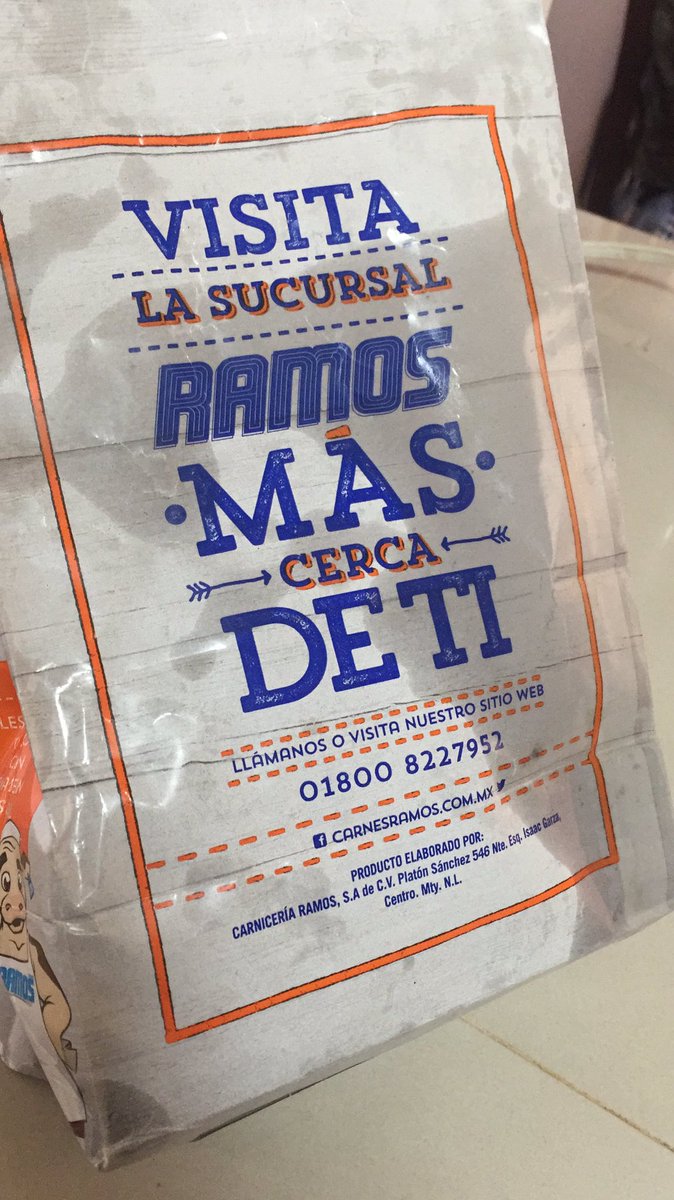 VISITA
LA SUCURSAL
RAMOS
MÁS
CERCA
DE TI
LLÁMANOS O VISITA NUESTRO SITIO WEB
01800 8227952
CARNESRAMOS.COM.MX
PRODUCTO ELABORADO POR:
CARNICERÍA RAMOS, S.A de C.V. Platón Sánchez 546 Nte. Esq. Isaac Garza,
Centro. Mty. N.L.
RAMOS